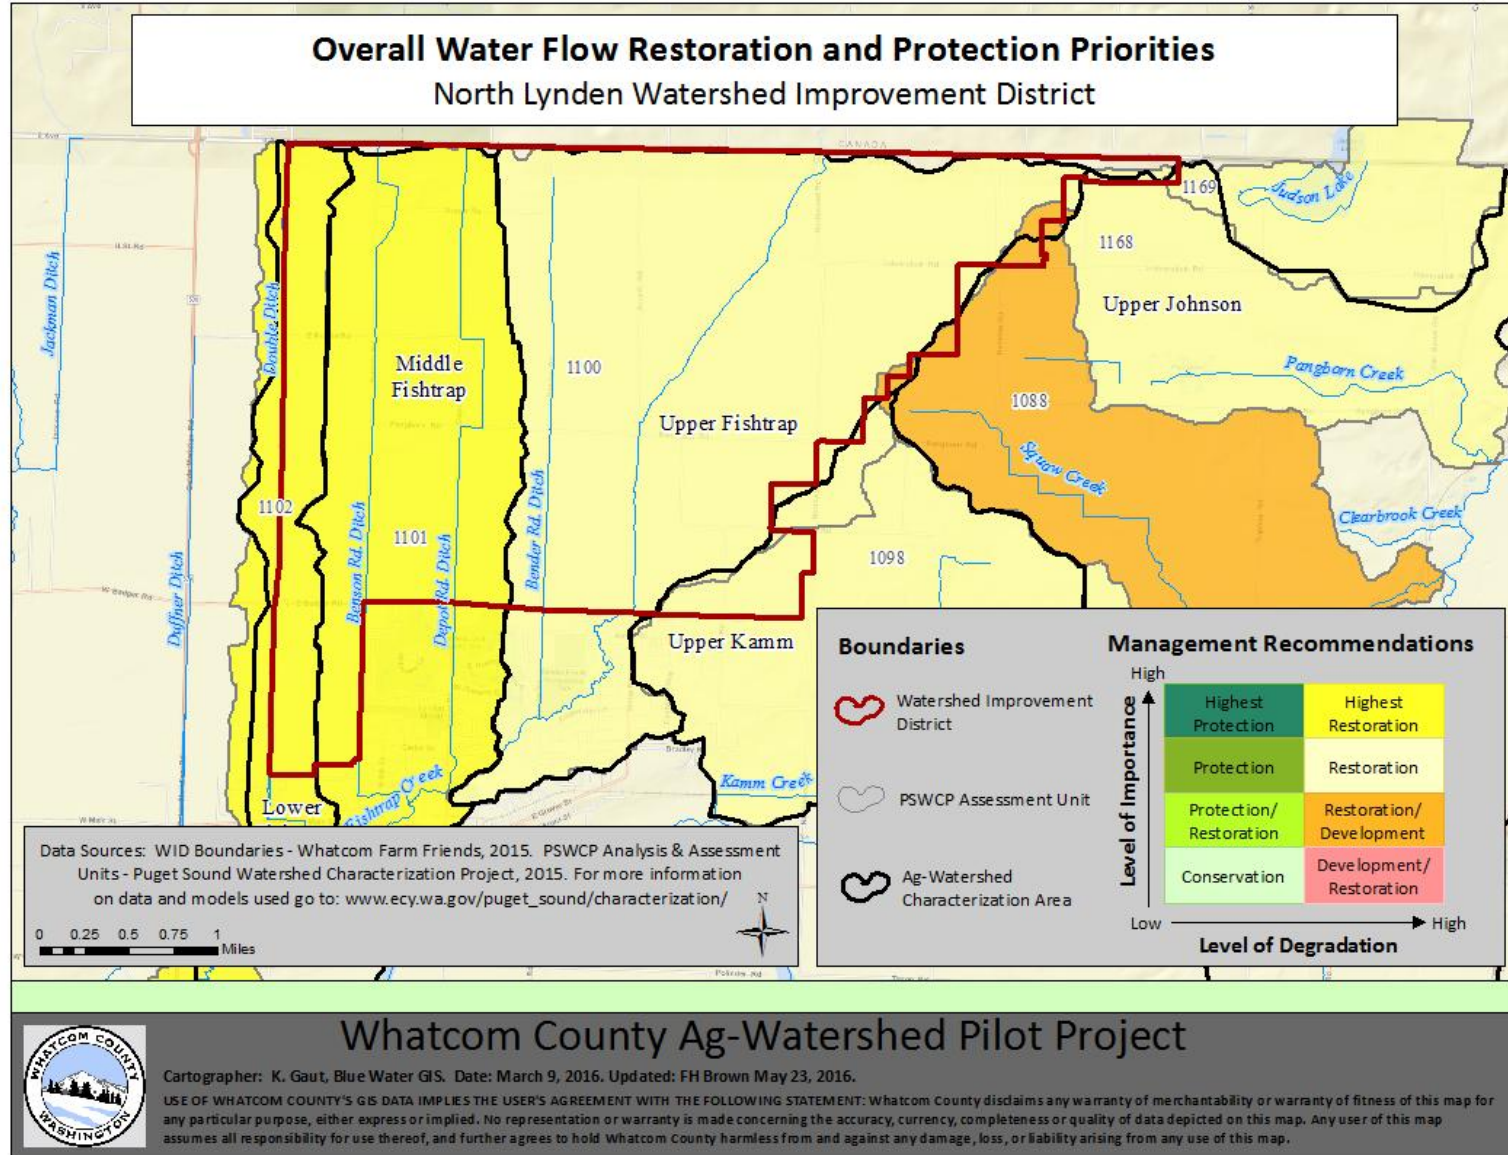 Overall Water Flow Restoration and Protection Priorities
North Lynden Watershed Improvement District
CANADA
Judson Lake
1169
1168
Upper Johnson
Jackman Ditch
Double Ditch
Middle
Fishtrap
1100
Upper Fishtrap
Pangborn Creek
1088
Squaw Creek
Clearbrook Creek
1102
1101
Benson Rd. Ditch
Depot Rd. Ditch
Bender Rd. Ditch
Duffner Ditch
W Badger Rd
1098
Upper Kamm
Kamm Creek
Fishtrap Creek
Lower
Boundaries
Watershed Improvement
District
PSWCP Assessment Unit
Ag-Watershed
Characterization Area
Management Recommendations
High
Level of Importance
Highest
Protection
Highest
Restoration
Protection
Restoration
Protection/
Restoration
Restoration/
Development
Conservation
Development/
Restoration
Low
High
Level of Degradation
Data Sources: WID Boundaries - Whatcom Farm Friends, 2015. PSWCP Analysis & Assessment
Units - Puget Sound Watershed Characterization Project, 2015. For more information
on data and models used go to: www.ecy.wa.gov/puget_sound/characterization/
N
0 0.25 0.5 0.75 1
Miles
Whatcom County Ag-Watershed Pilot Project
WHATCOM COUNTY
WASHINGTON
Cartographer: K. Gaut, Blue Water GIS. Date: March 9, 2016. Updated: FH Brown May 23, 2016.
USE OF WHATCOM COUNTY'S GIS DATA IMPLIES THE USER'S AGREEMENT WITH THE FOLLOWING STATEMENT: Whatcom County disclaims any warranty of merchantability or warranty of fitness of this map for
any particular purpose, either express or implied. No representation or warranty is made concerning the accuracy, currency, completeness or quality of data depicted on this map. Any user of this map
assumes all responsibility for use thereof, and further agrees to hold Whatcom County harmless from and against any damage, loss, or liability arising from any use of this map.